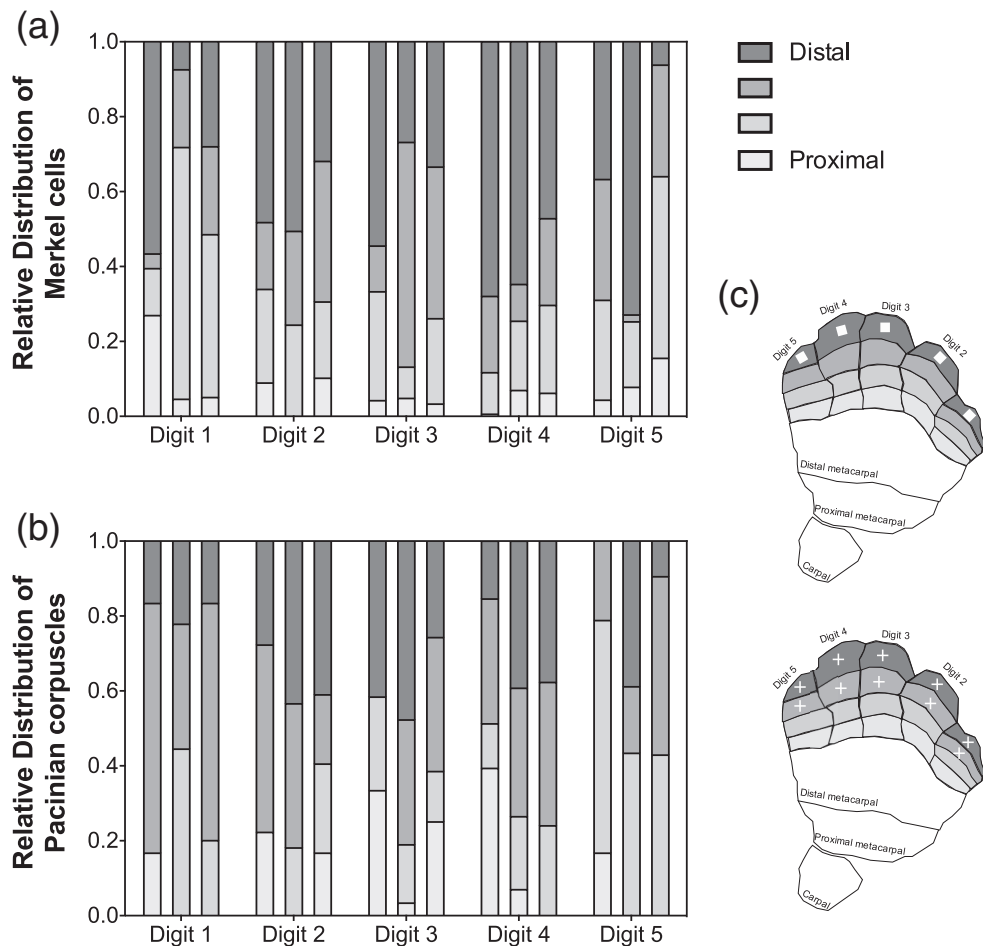 (a)
Relative Distribution of
Merkel cells
1.0
0.8
0.6
0.4
0.2
0.0
Digit 1 Digit 2 Digit 3 Digit 4 Digit 5
Distal
Proximal
(b)
Relative Distribution of
Pacinian corpuscles
1.0
0.8
0.6
0.4
0.2
0.0
Digit 1 Digit 2 Digit 3 Digit 4 Digit 5
(c)
Digit 5
Digit 4
Digit 3
Digit 2
Distal metacarpal
Proximal metacarpal
Carpal
Digit 5
Digit 4
Digit 3
Digit 2
Distal metacarpal
Proximal metacarpal
Carpal